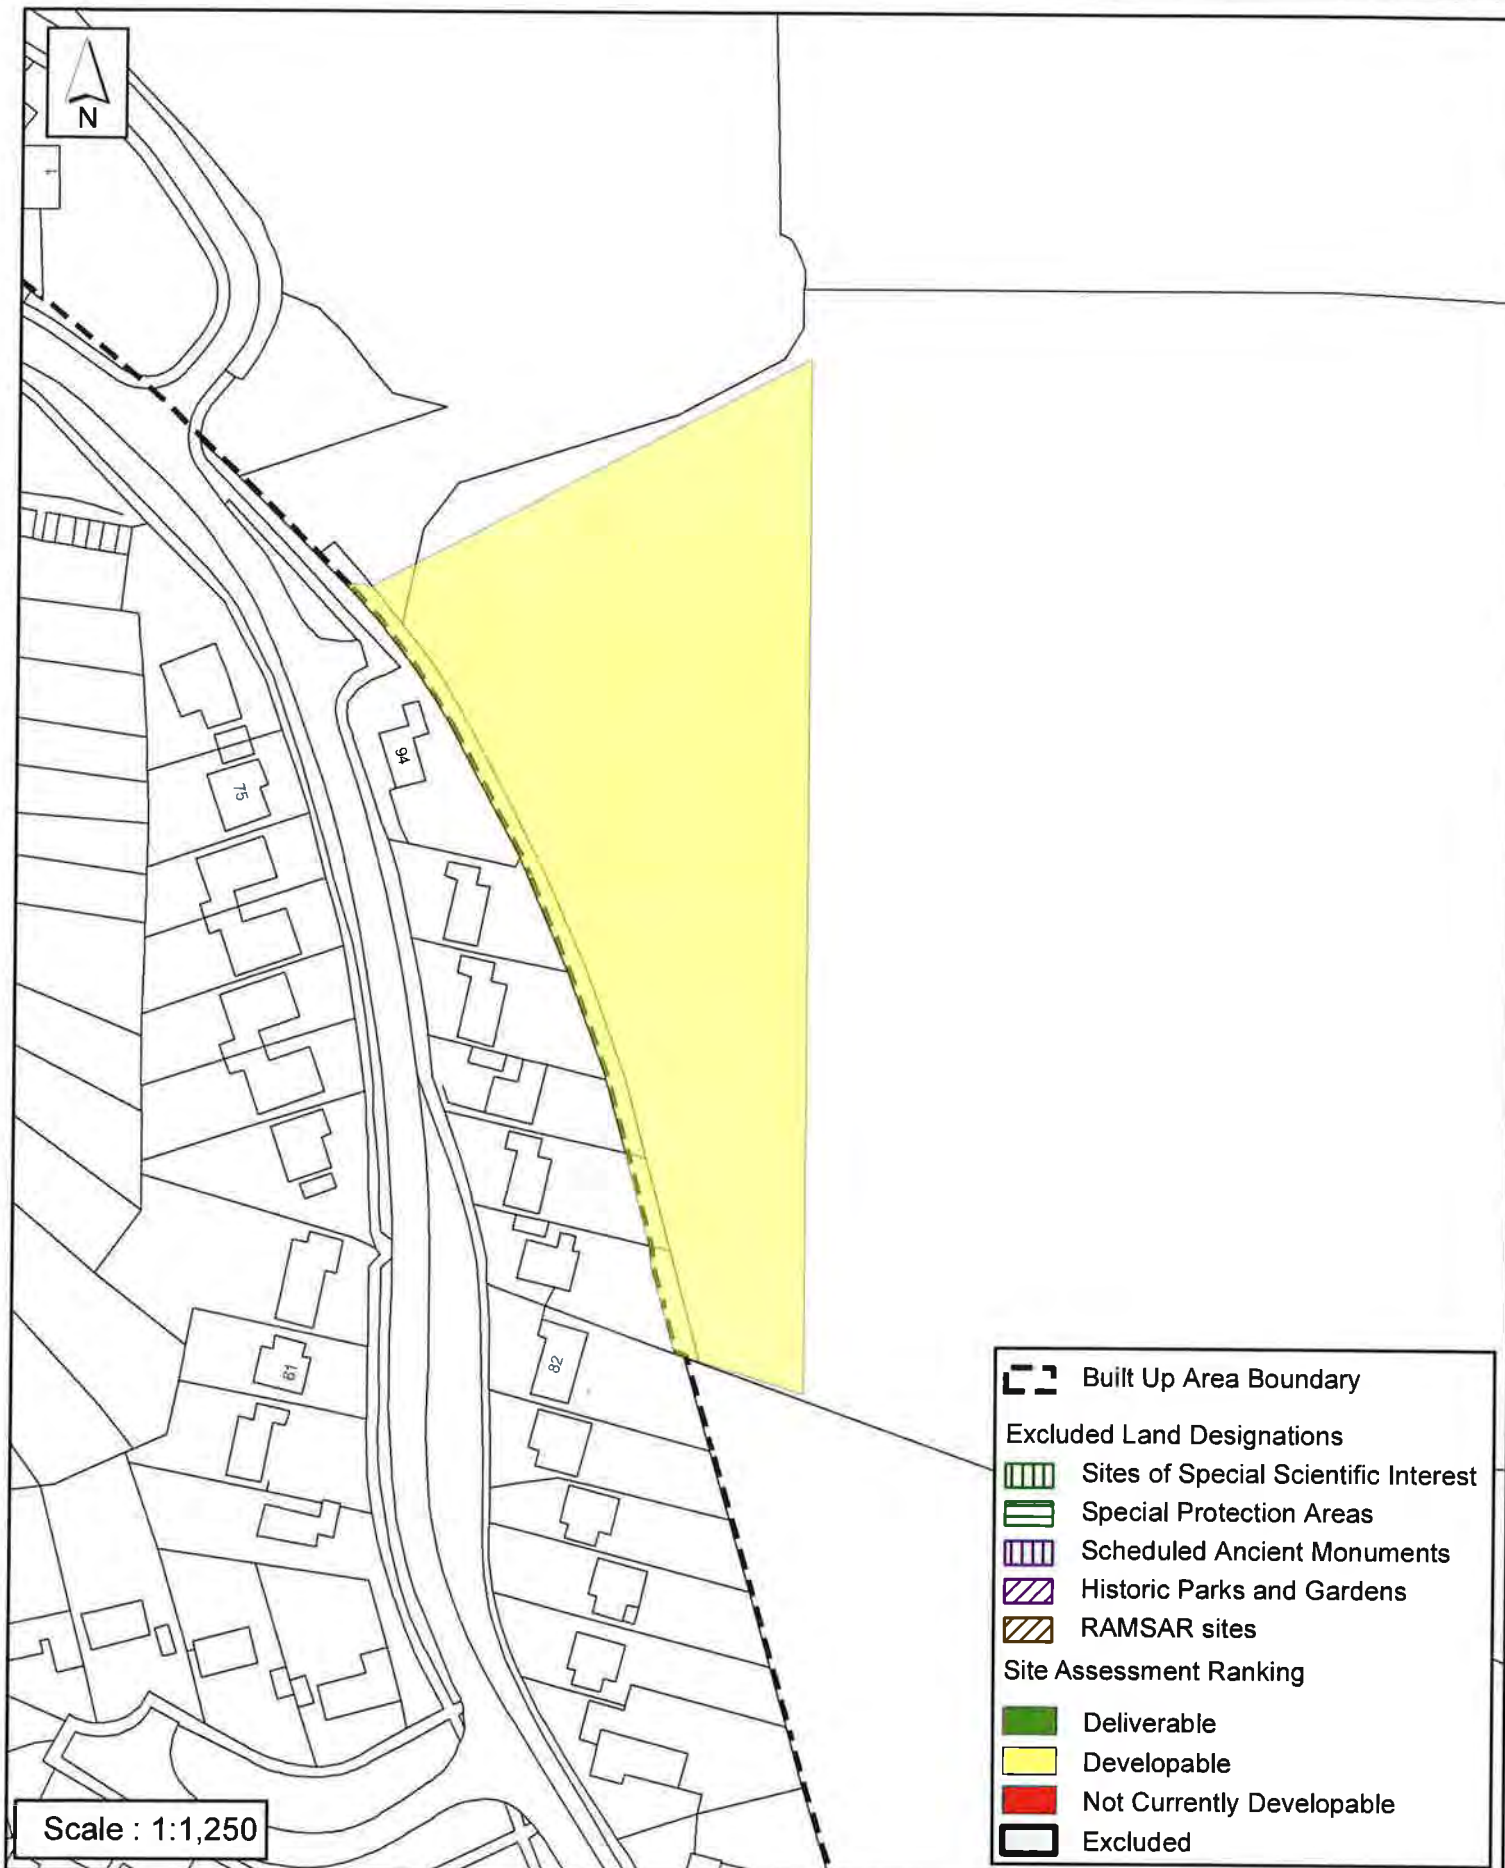 N
1
94
75
82
61
Built Up Area Boundary
Excluded Land Designations
Sites of Special Scientific Interest
Special Protection Areas
Scheduled Ancient Monuments
Historic Parks and Gardens
RAMSAR sites
Site Assessment Ranking
Deliverable
Developable
Not Currently Developable
Excluded
Scale : 1:1,250